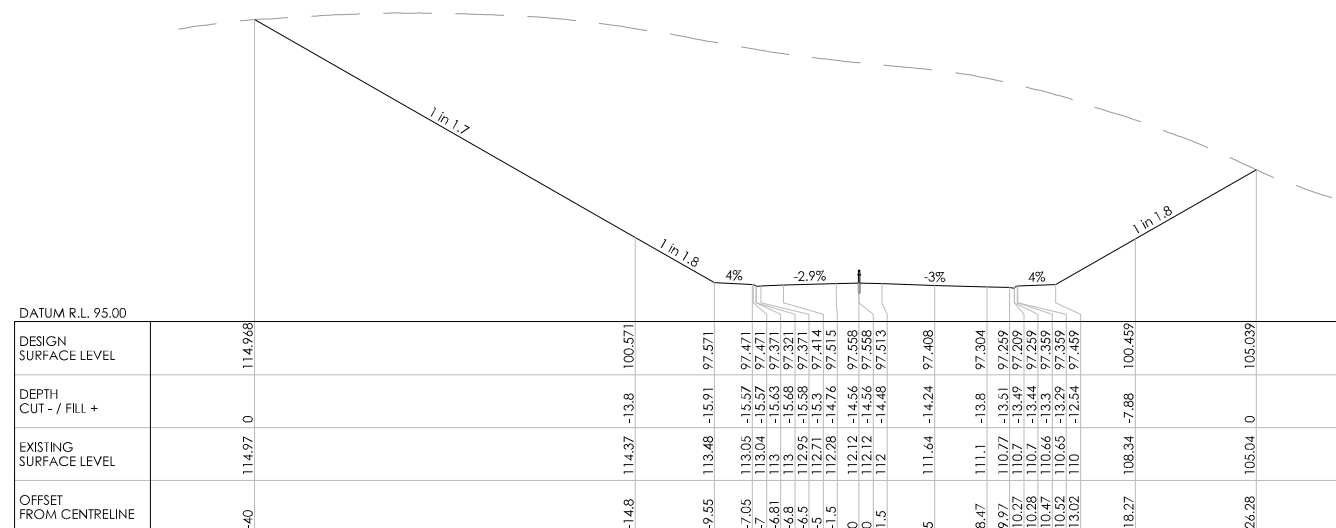 1 in 1.7
1 in 1.8
4%
-2.9%
-3%
4%
1 in 1.8
DATUM R.L. 95.00
DESIGN
SURFACE LEVEL
114.968 100.571 97.571 97.471 97.471 97.371 97.321 97.371 97.414 97.515 97.558 97.558 97.513 97.408 97.304 97.259 97.209 97.259 97.359 97.359 97.459 100.459 105.039
DEPTH
CUT - / FILL +
0 -13.8 -15.91 -15.57 -15.57 -15.63 -15.68 -15.58 -15.3 -14.76 -14.56 -14.56 -14.48 -14.24 -13.8 -13.51 -13.49 -13.44 -13.3 -13.29 -12.54 -7.88 0
EXISTING
SURFACE LEVEL
114.97 114.37 113.48 113.05 113.04 113 113 112.95 112.71 112.28 112.12 112.12 112 111.64 111.1 110.77 110.7 110.7 110.66 110.65 110 108.34 105.04
OFFSET
FROM CENTRELINE
-40 -14.8 -9.55 -7.05 -7 -6.81 -6.8 -6.5 -5 -1.5 0 0 1.5 5 8.47 9.97 10.27 10.28 10.47 10.52 13.02 18.27 26.28